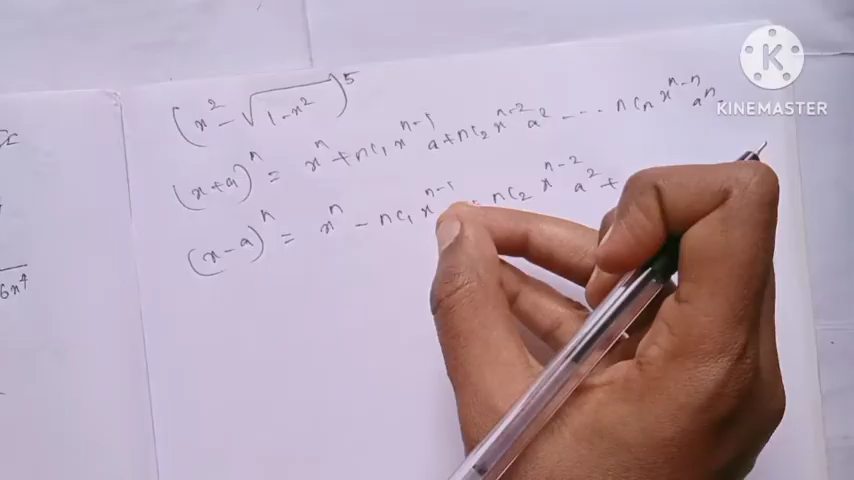 (x² - √(1-x²))⁵
(x+a)ⁿ = xⁿ + nC₁ xⁿ⁻¹ a + nC₂ xⁿ⁻² a² ---- nCₙ xⁿ⁻ⁿ aⁿ
(x-a)ⁿ = xⁿ - nC₁ xⁿ⁻¹ nC₂ xⁿ⁻² a² +
6x⁴
K
KINEMASTER